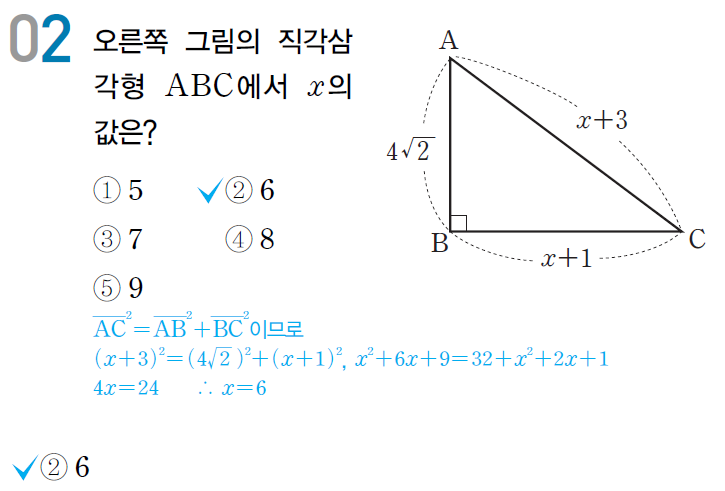 02 오른쪽 그림의 직각삼
각형 ABC에서 x의
값은?
① 5 ✓② 6
③ 7 ④ 8
⑤ 9
A
4√2
x+3
B
x+1
C
AC²=AB²+BC²이므로
(x+3)²=(4√2)²+(x+1)², x²+6x+9=32+x²+2x+1
4x=24 ∴ x=6
✓② 6